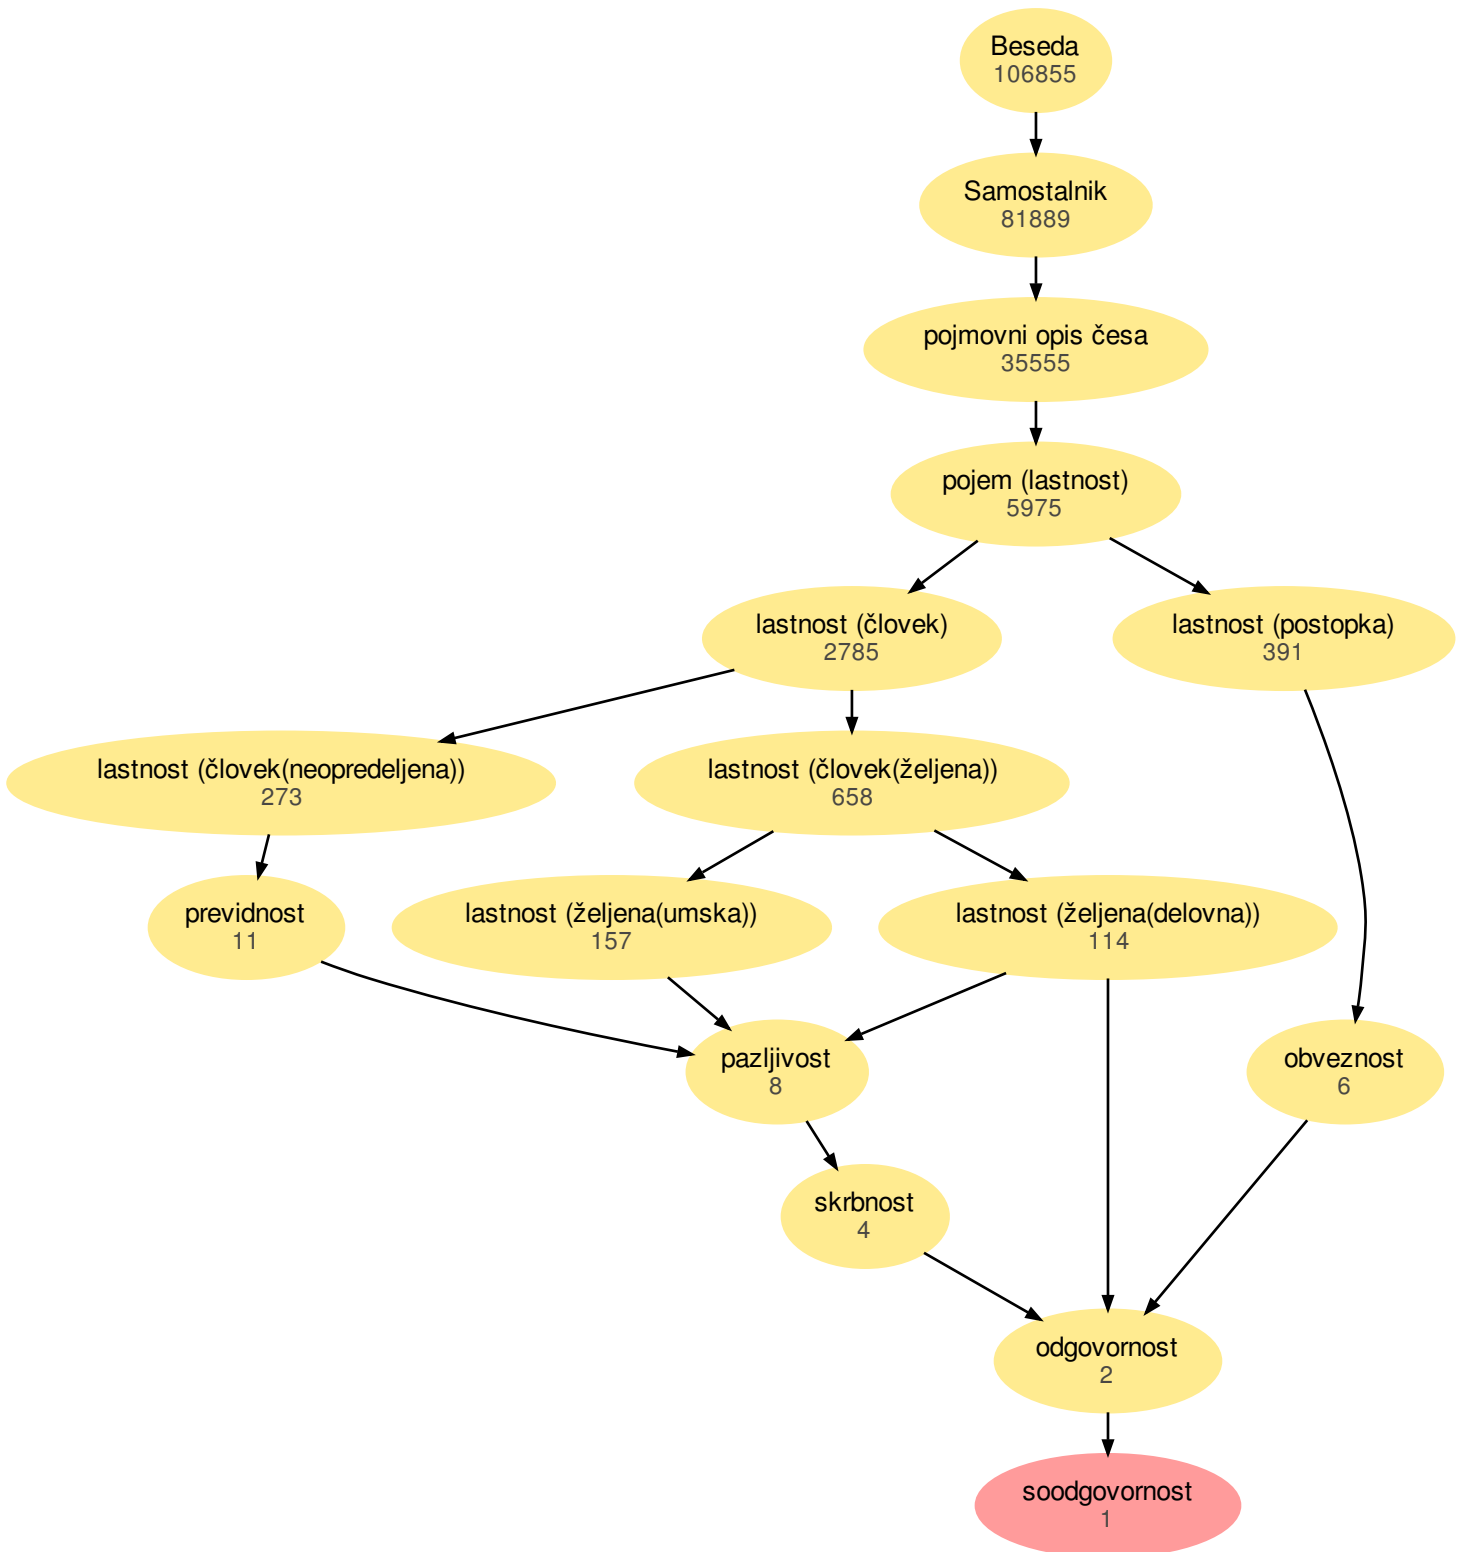 Beseda
106855
Samostalnik
81889
pojmovni opis česa
35555
pojem (lastnost)
5975
lastnost (človek)
2785
lastnost (postopka)
391
lastnost (človek(neopredeljena))
273
lastnost (človek(željena))
658
previdnost
11
lastnost (željena(umska))
157
lastnost (željena(delovna))
114
pazljivost
8
obveznost
6
skrbnost
4
odgovornost
2
soodgovornost
1